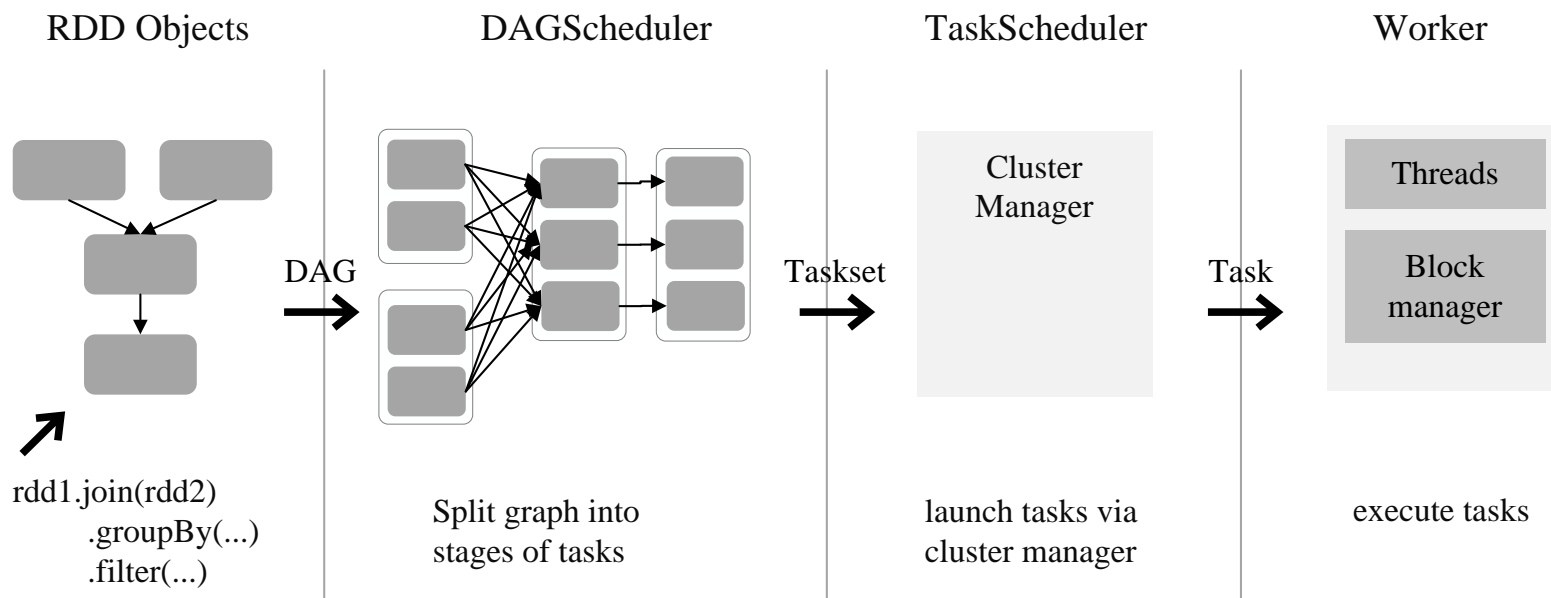 RDD Objects
DAGScheduler
TaskScheduler
Worker
DAG
Taskset
Cluster
Manager
Task
Threads
Block
manager
rdd1.join(rdd2)
.groupBy(...)
.filter(...)
Split graph into
stages of tasks
launch tasks via
cluster manager
execute tasks